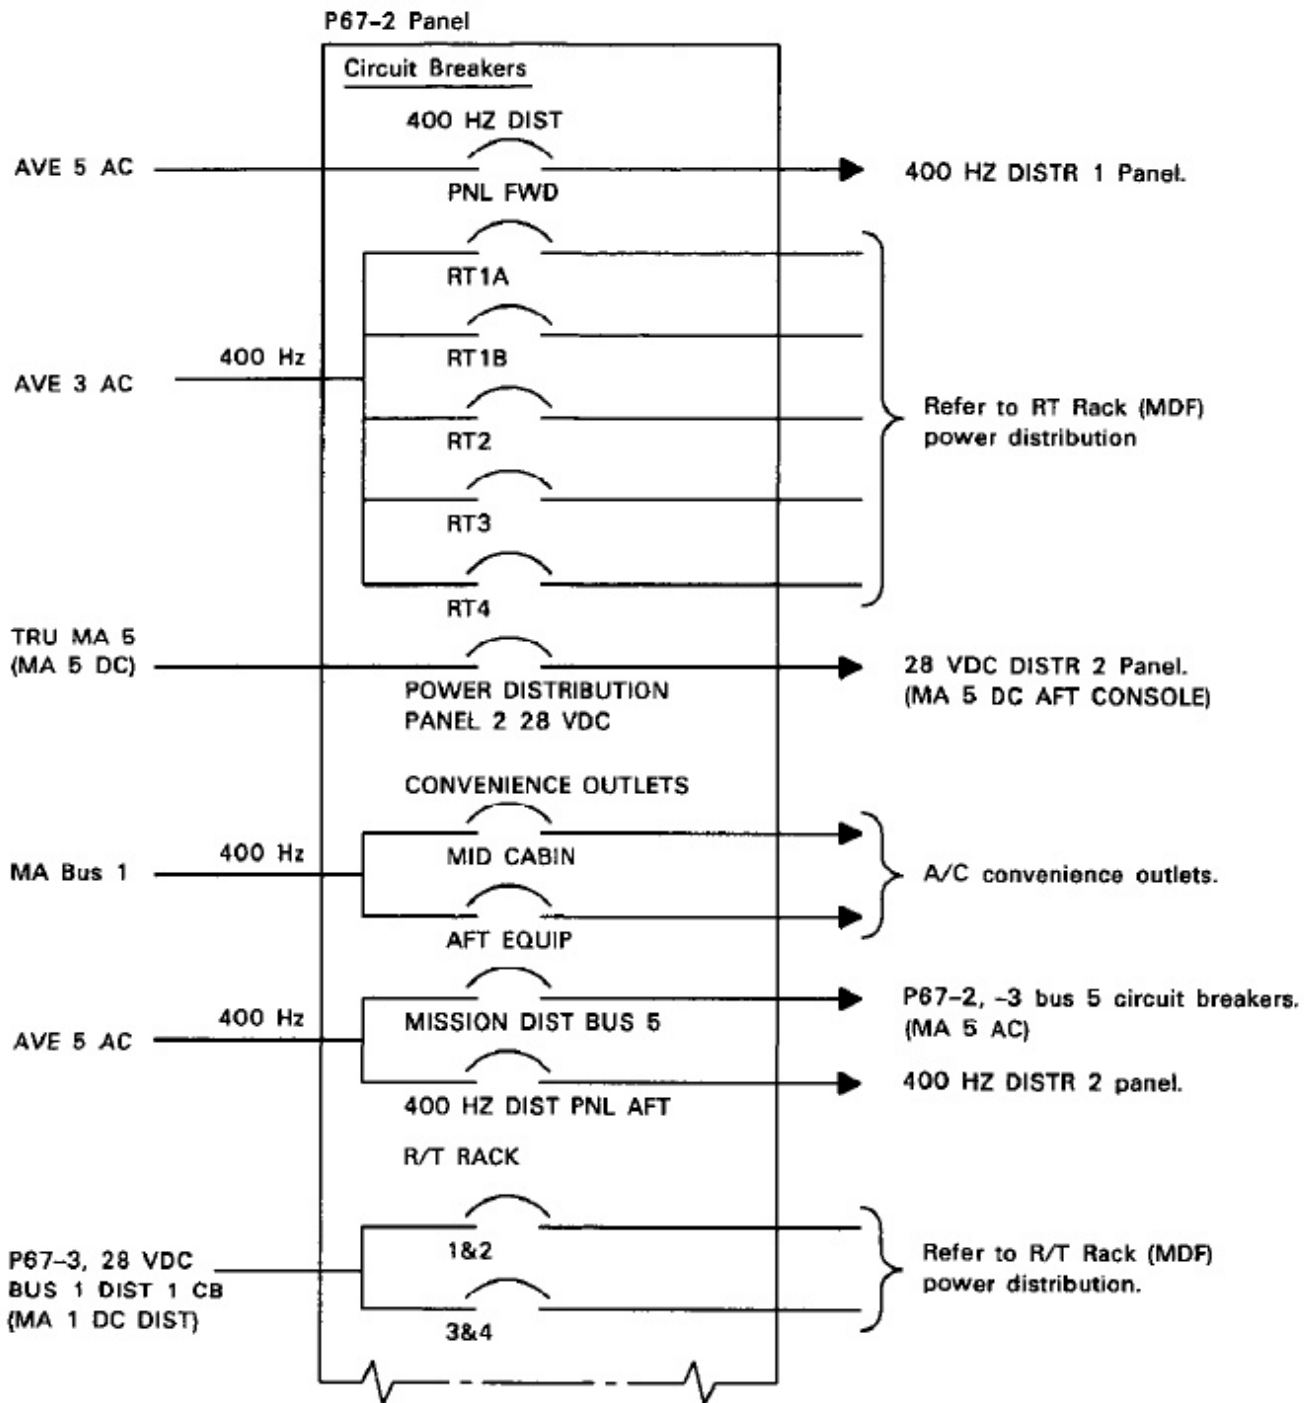 P67-2 Panel
Circuit Breakers
400 HZ DIST
AVE 5 AC
400 HZ DISTR 1 Panel.
PNL FWD
RT1A
RT1B
400 Hz
AVE 3 AC
Refer to RT Rack (MDF)
power distribution
RT2
RT3
RT4
TRU MA 5
(MA 5 DC)
28 VDC DISTR 2 Panel.
(MA 5 DC AFT CONSOLE)
POWER DISTRIBUTION
PANEL 2 28 VDC
CONVENIENCE OUTLETS
400 Hz
MID CABIN
MA Bus 1
A/C convenience outlets.
AFT EQUIP
P67-2, -3 bus 5 circuit breakers.
(MA 5 AC)
400 Hz
MISSION DIST BUS 5
AVE 5 AC
400 HZ DISTR 2 panel.
400 HZ DIST PNL AFT
R/T RACK
1&2
P67-3, 28 VDC
BUS 1 DIST 1 CB
(MA 1 DC DIST)
Refer to R/T Rack (MDF)
power distribution.
3&4